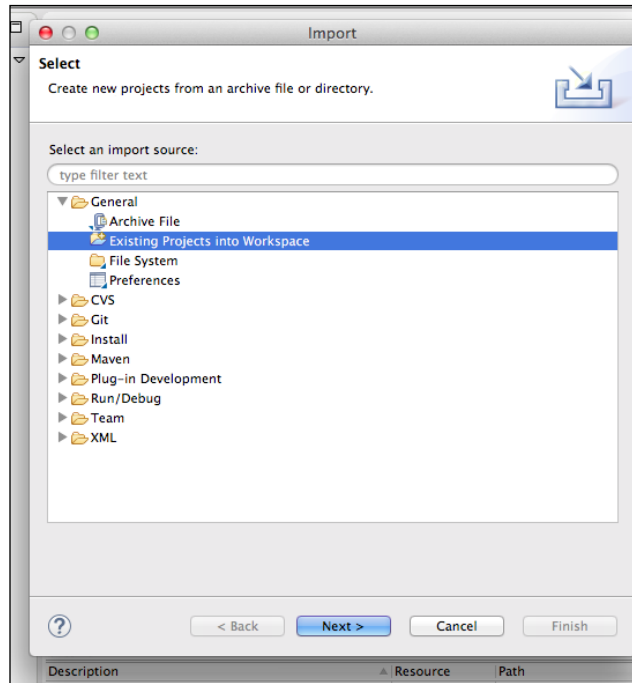 Import
Select
Create new projects from an archive file or directory.
Select an import source:
type filter text
General
Archive File
Existing Projects into Workspace
File System
Preferences
CVS
Git
Install
Maven
Plug-in Development
Run/Debug
Team
XML
? < Back Next > Cancel Finish
Description Resource Path